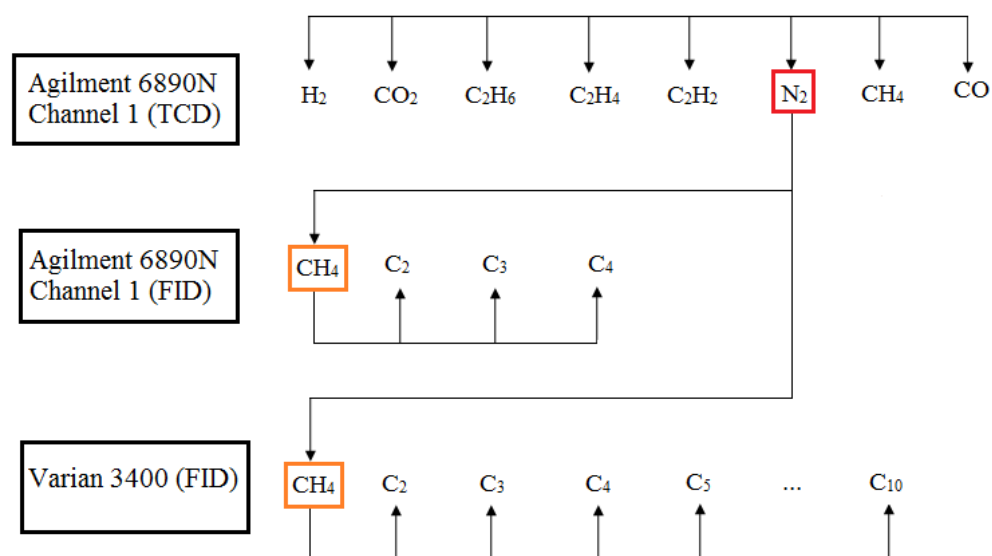 Agilment 6890N
Channel 1 (TCD)
H₂ CO₂ C₂H₆ C₂H₄ C₂H₂ N₂ CH₄ CO
Agilment 6890N
Channel 1 (FID)
CH₄ C₂ C₃ C₄
Varian 3400 (FID)
CH₄ C₂ C₃ C₄ C₅ ... C₁₀